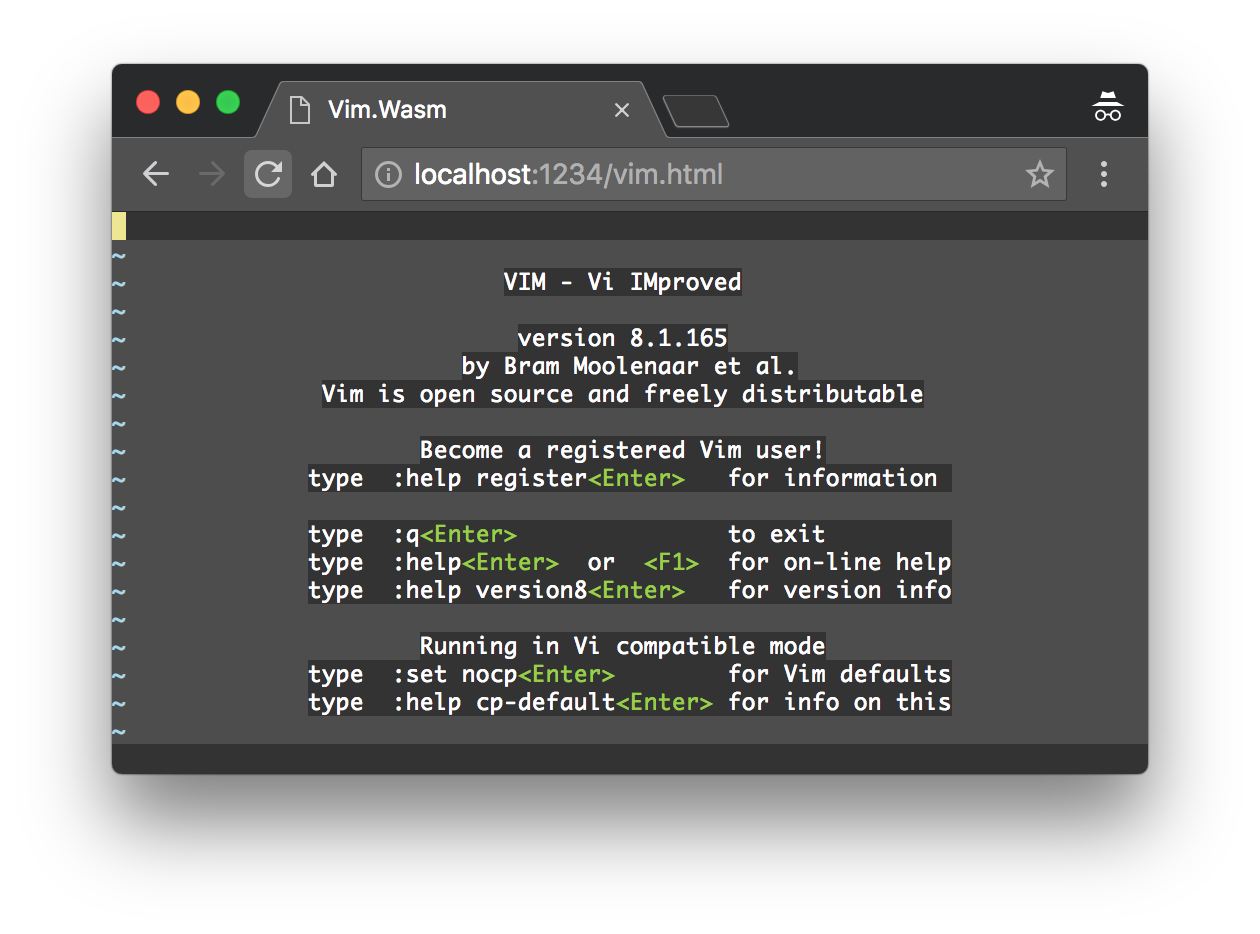 Vim.Wasm
localhost:1234/vim.html
~
~ VIM - Vi IMproved
~
~ version 8.1.165
~ by Bram Moolenaar et al.
~ Vim is open source and freely distributable
~
~ Become a registered Vim user!
~ type  :help register<Enter>   for information
~
~ type  :q<Enter>               to exit
~ type  :help<Enter>  or  <F1>  for on-line help
~ type  :help version8<Enter>   for version info
~
~ Running in Vi compatible mode
~ type  :set nocp<Enter>        for Vim defaults
~ type  :help cp-default<Enter> for info on this
~